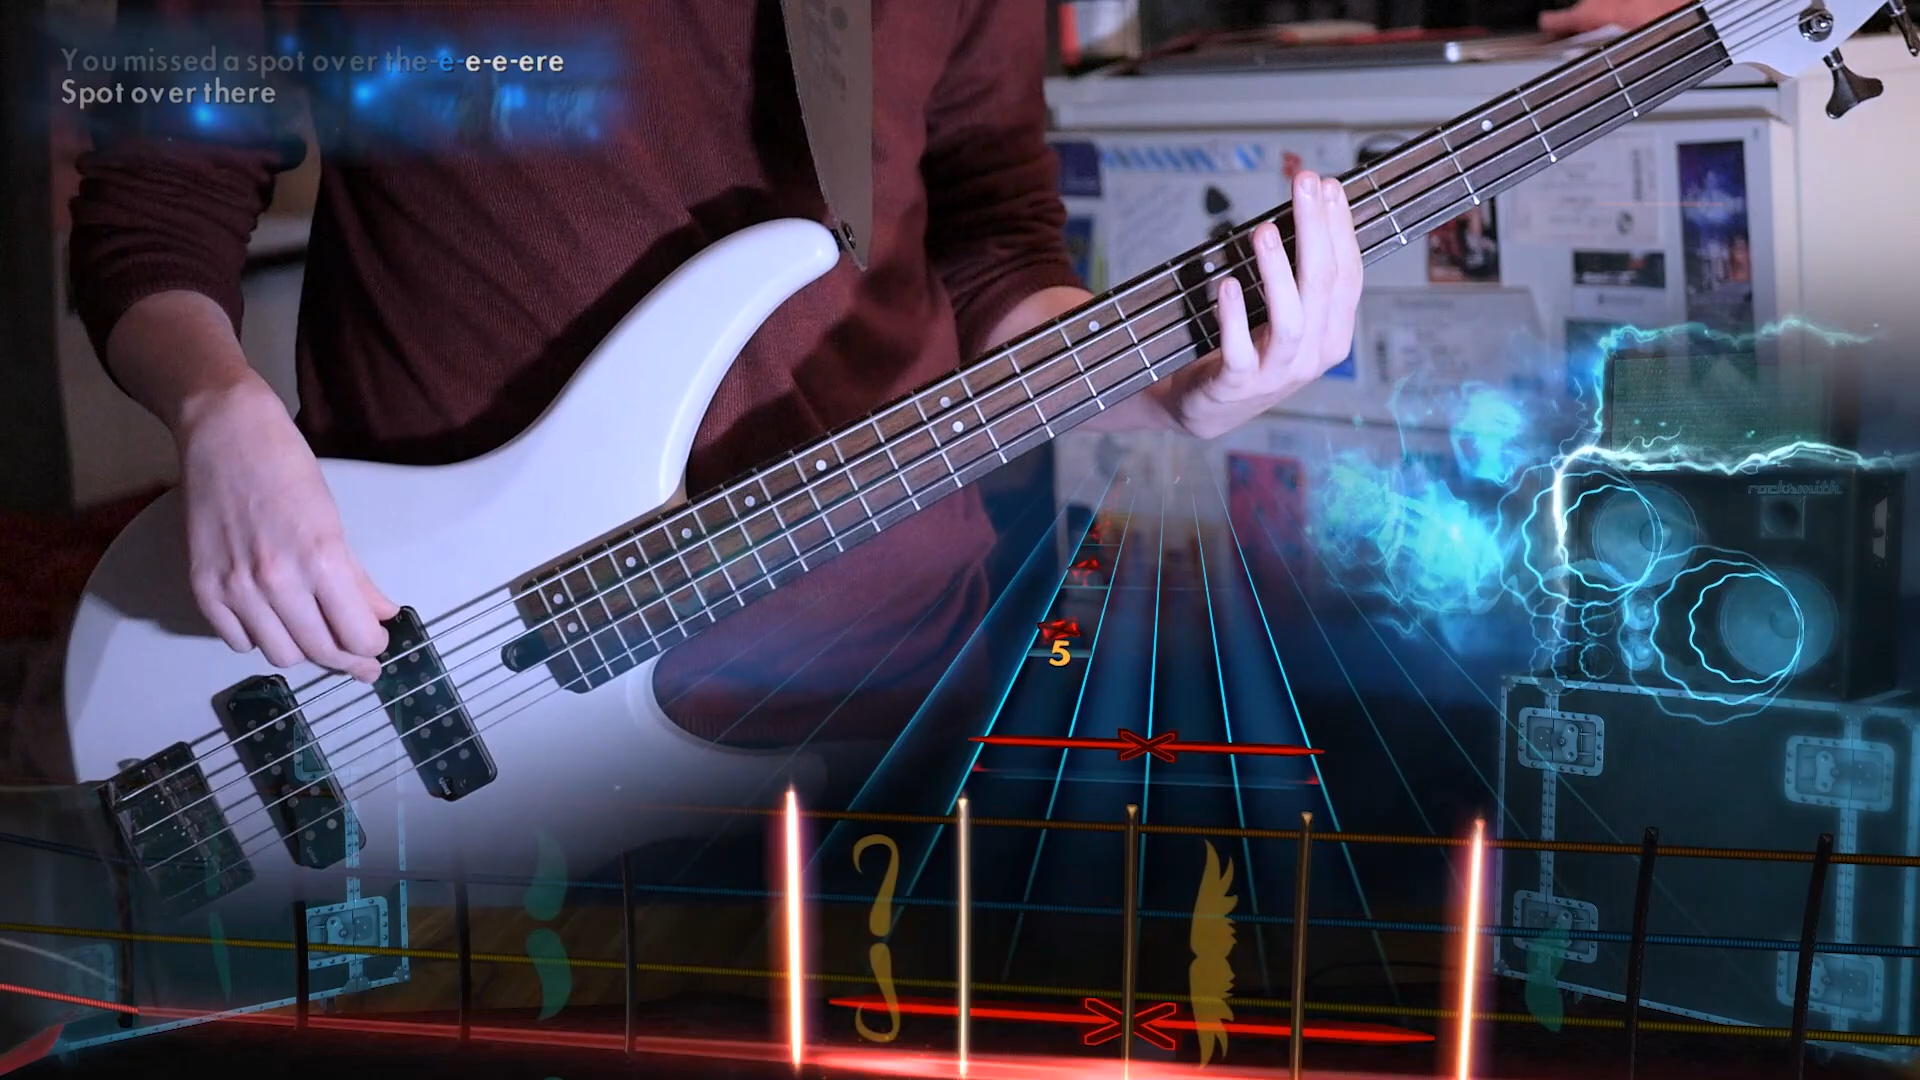 You missed a spot over the-e-e-e-ere
Spot over there
rocksmith
5